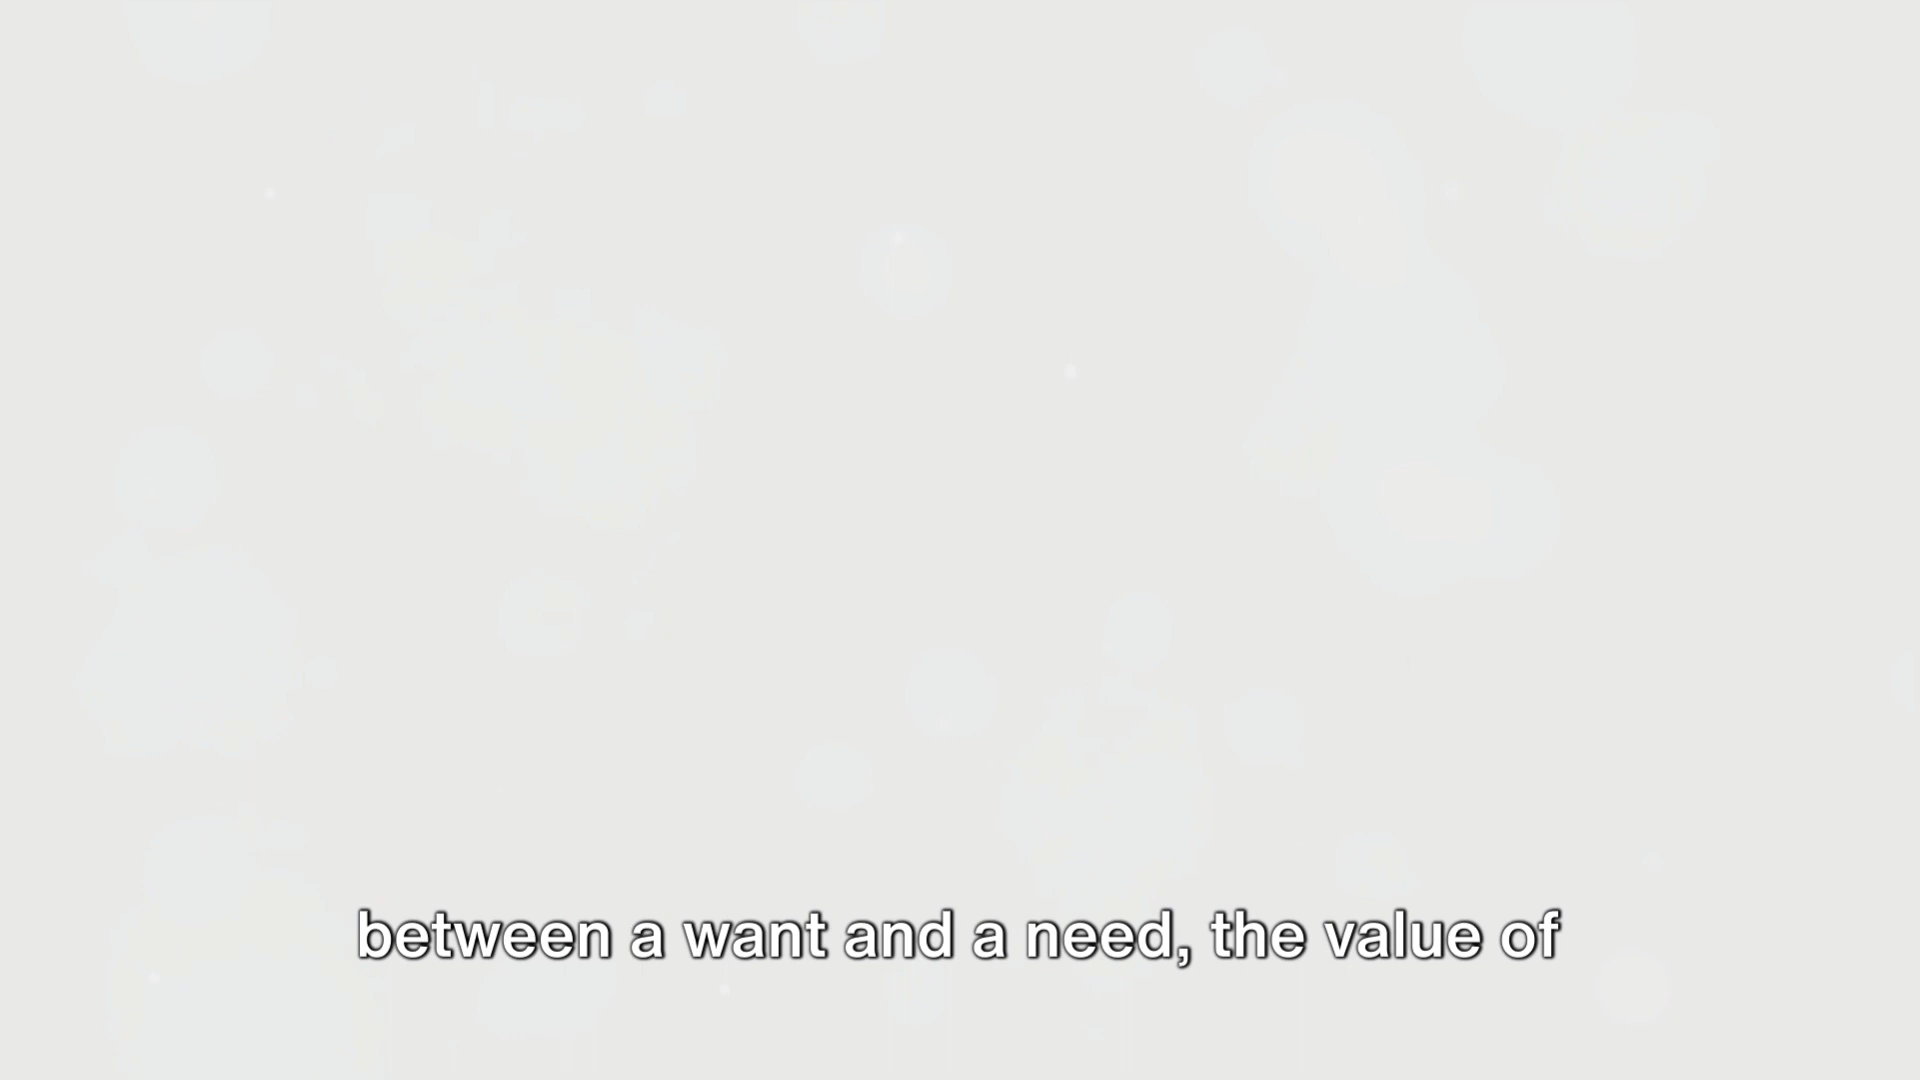 between a want and a need, the value of